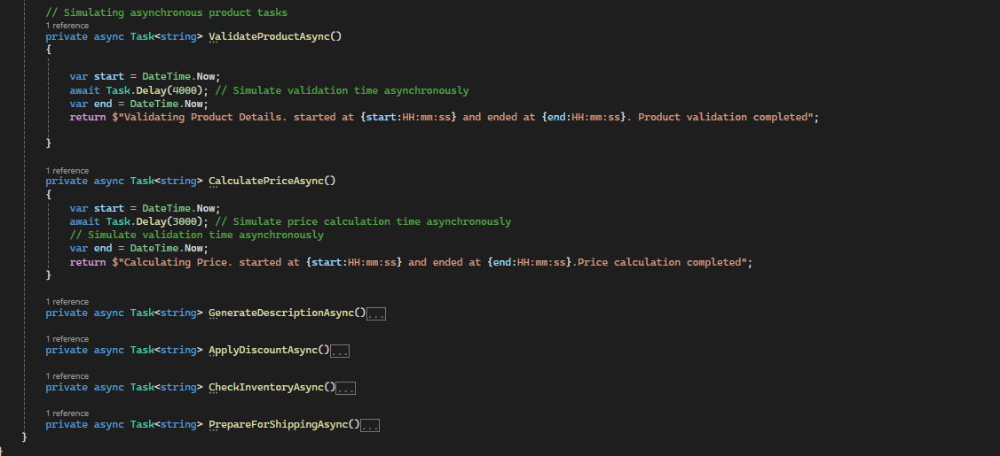 // Simulating asynchronous product tasks
1 reference
private async Task<string> ValidateProductAsync()
{
var start = DateTime.Now;
await Task.Delay(4000); // Simulate validation time asynchronously
var end = DateTime.Now;
return $"Validating Product Details. started at {start:HH:mm:ss} and ended at {end:HH:mm:ss}. Product validation completed";
}
1 reference
private async Task<string> CalculatePriceAsync()
{
var start = DateTime.Now;
await Task.Delay(3000); // Simulate price calculation time asynchronously
// Simulate validation time asynchronously
var end = DateTime.Now;
return $"Calculating Price. started at {start:HH:mm:ss} and ended at {end:HH:mm:ss}.Price calculation completed";
}
1 reference
private async Task<string> GenerateDescriptionAsync()...
1 reference
private async Task<string> ApplyDiscountAsync()...
1 reference
private async Task<string> CheckInventoryAsync()...
1 reference
private async Task<string> PrepareForShippingAsync()...
}
}